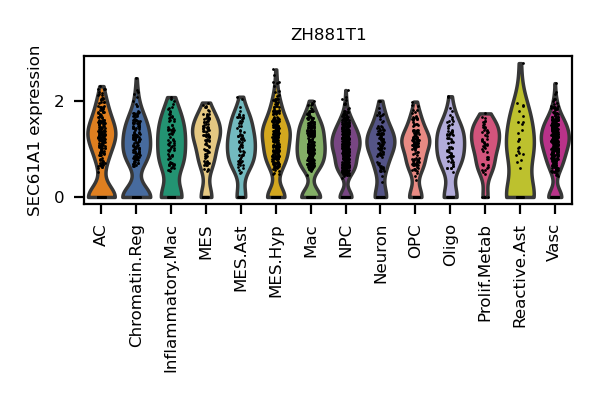 ZH881T1
SEC61A1 expression
2
0
AC
Chromatin.Reg
Inflammatory.Mac
MES
MES.Ast
MES.Hyp
Mac
NPC
Neuron
OPC
Oligo
Prolif.Metab
Reactive.Ast
Vasc